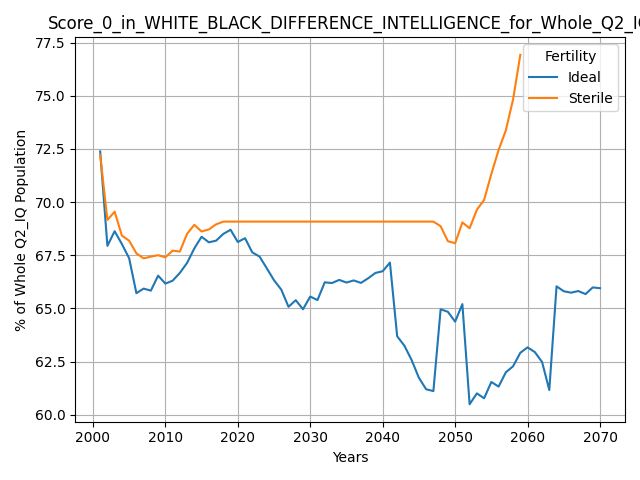 Score_0_in_WHITE_BLACK_DIFFERENCE_INTELLIGENCE_for_Whole_Q2_IQ
77.5
75.0
72.5
70.0
67.5
65.0
62.5
60.0
% of Whole Q2_IQ Population
Fertility
Ideal
Sterile
2000 2010 2020 2030 2040 2050 2060 2070
Years